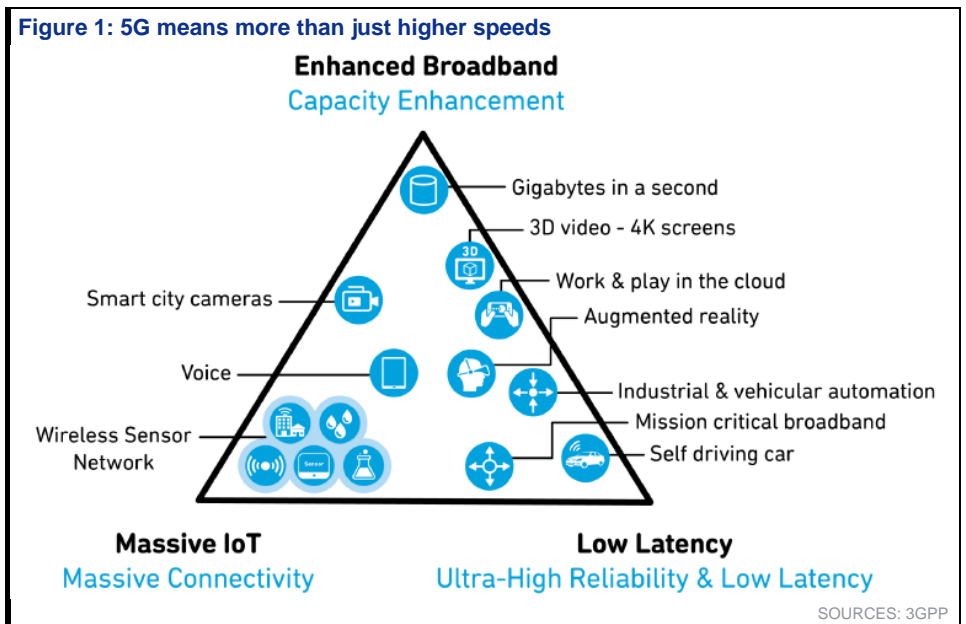 Figure 1: 5G means more than just higher speeds
Enhanced Broadband
Capacity Enhancement
Gigabytes in a second
3D video - 4K screens
3D
Work & play in the cloud
Smart city cameras
Augmented reality
Voice
Industrial & vehicular automation
Mission critical broadband
Wireless Sensor
Network
Self driving car
Sensor
Massive IoT
Massive Connectivity
Low Latency
Ultra-High Reliability & Low Latency
SOURCES: 3GPP